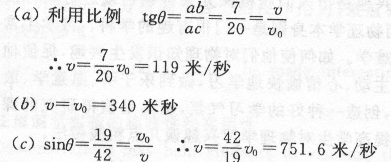 (a) 利用比例 tgθ=ab/ac=7/20=v/v₀
∴v=7/20 v₀=119 米/秒
(b) v=v₀=340 米秒
(c) sinθ=19/42=v₀/v ∴v=42/19 v₀=751.6 米/秒